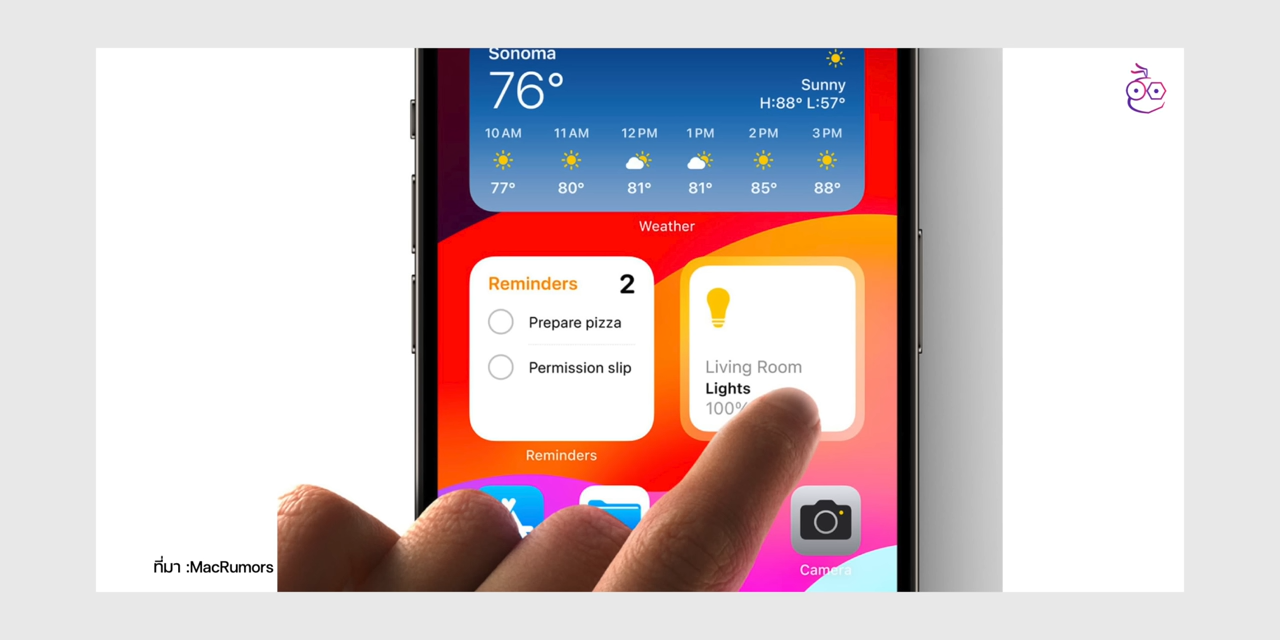 Sonoma
76°
Sunny
H:88° L:57°
10 AM 11 AM 12 PM 1 PM 2 PM 3 PM
77° 80° 81° 81° 85° 88°
Weather
Reminders 2
Prepare pizza
Permission slip
Living Room
Lights
100%
Reminders
Camera
ที่มา :MacRumors